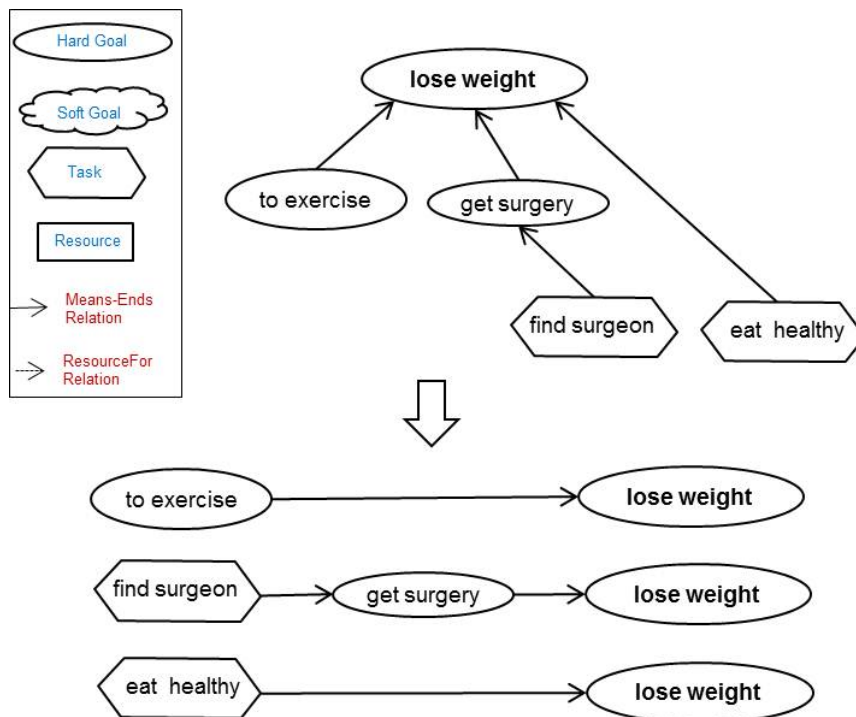 Hard Goal
Soft Goal
Task
Resource
Means-Ends
Relation
ResourceFor
Relation
lose weight
to exercise
get surgery
find surgeon
eat healthy
to exercise
lose weight
find surgeon
get surgery
lose weight
eat healthy
lose weight